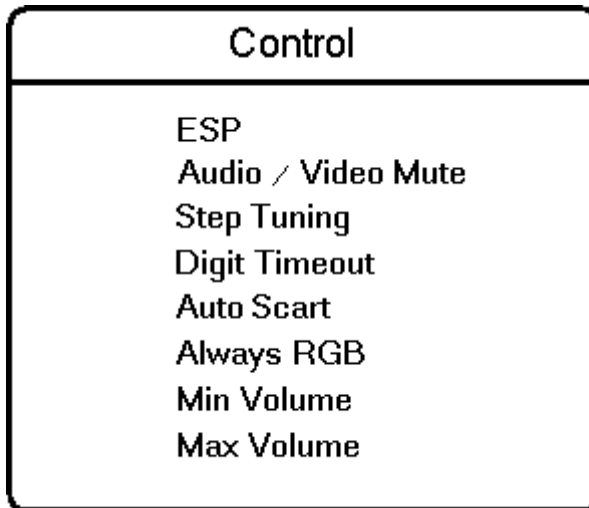 Control
ESP
Audio / Video Mute
Step Tuning
Digit Timeout
Auto Scart
Always RGB
Min Volume
Max Volume